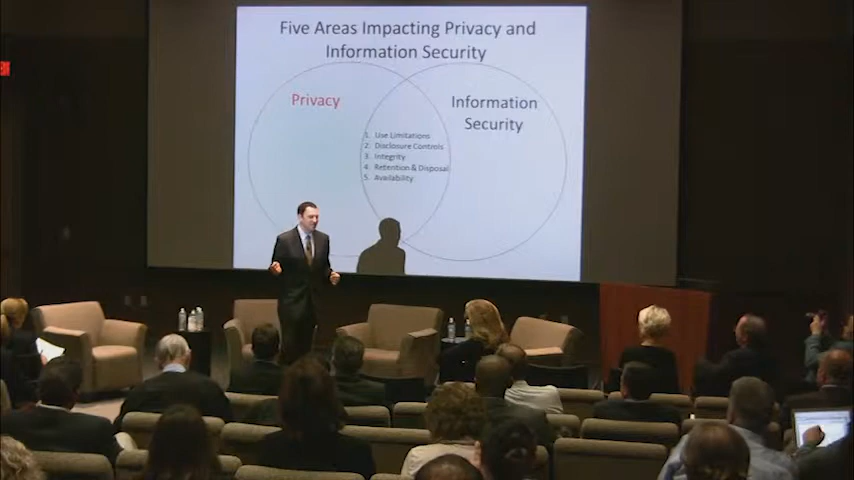 Five Areas Impacting Privacy and
Information Security
Privacy
Information
Security
1. Use Limitations
2. Disclosure Controls
3. Integrity
4. Retention & Disposal
5. Availability